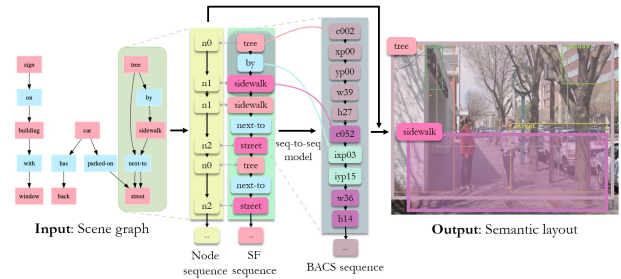 sign
on
building
with
window
car
has
parked-on
back
tree
by
sidewalk
next-to
street
Input: Scene graph
n0
n1
n1
n2
n0
n2
...
Node
sequence
tree
by
sidewalk
sidewalk
next-to
street
tree
next-to
street
...
SF
sequence
seq-to-seq
model
c002
xp00
yp00
w39
h27
c052
ixp03
iyp15
w36
h14
...
BACS sequence
tree
sidewalk
street
Output: Semantic layout